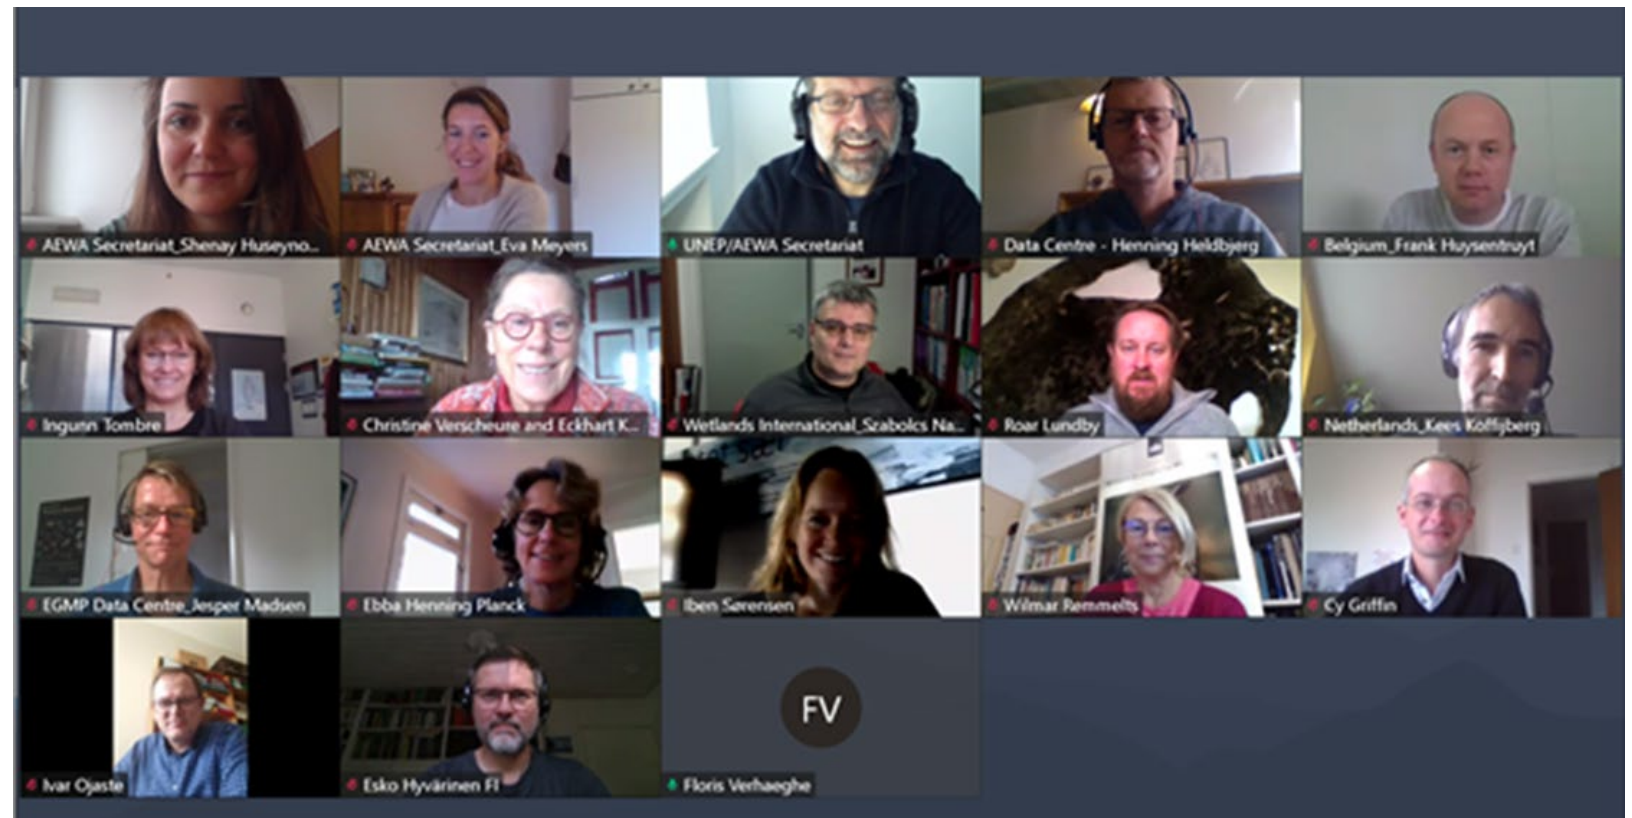 AEWA Secretariat_Shenay Huseyno...
AEWA Secretariat_Eva Meyers
UNEP/AEWA Secretariat
Data Centre - Henning Heldbjerg
Belgium_Frank Huysentruyt
Ingunn Tombre
Christine Verscheure and Eckhart K...
Wetlands International_Szabolcs Na...
Roar Lundby
Netherlands_Kees Koffijberg
EGMP Data Centre_Jesper Madsen
Ebba Henning Planck
Iben Sørensen
Wilmar Remmelts
Cy Griffin
Ivar Ojaste
Esko Hyvärinen FI
FV
Floris Verhaeghe